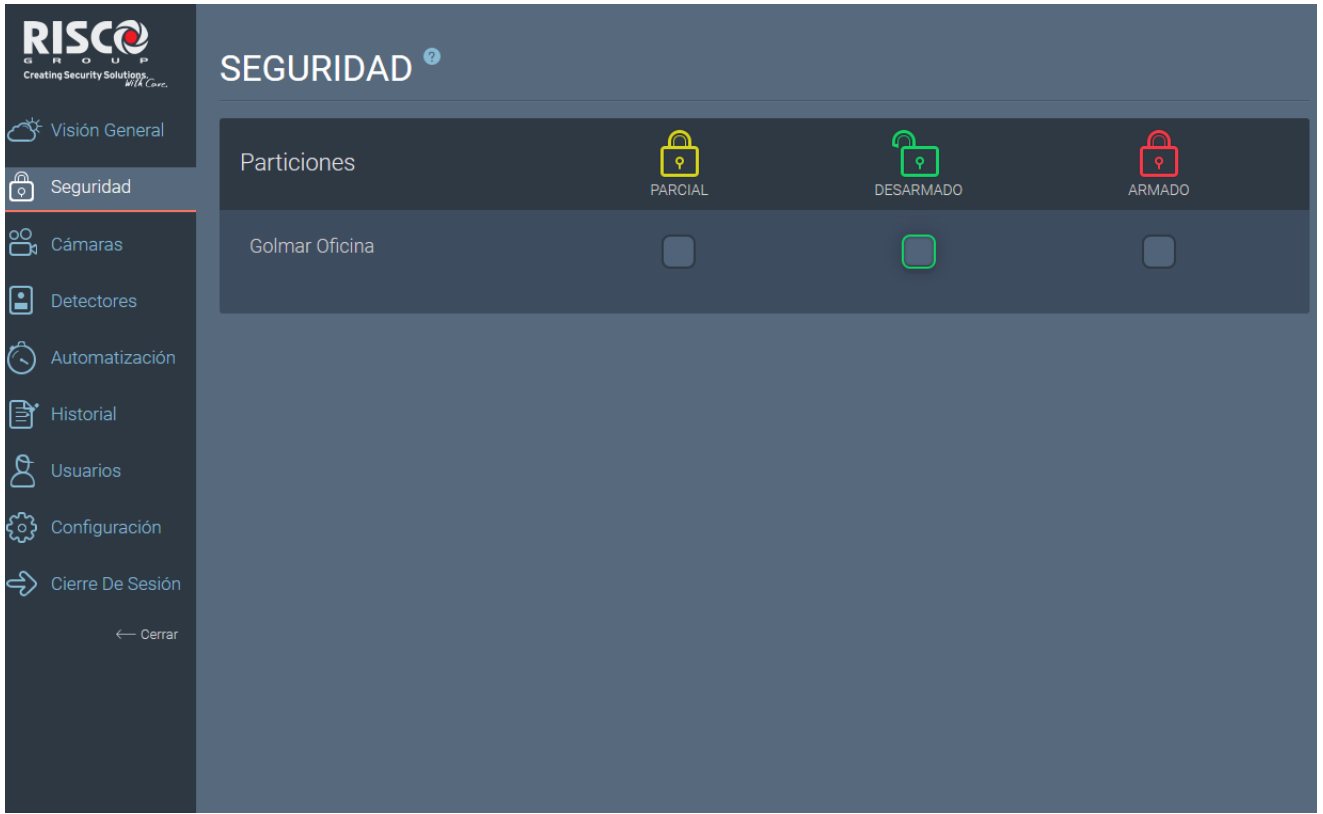 RISCO
GROUP
Creating Security Solutions.
With Care.
SEGURIDAD ?
Visión General
Seguridad
Cámaras
Detectores
Automatización
Historial
Usuarios
Configuración
Cierre De Sesión
← Cerrar
Particiones
PARCIAL
DESARMADO
ARMADO
Golmar Oficina